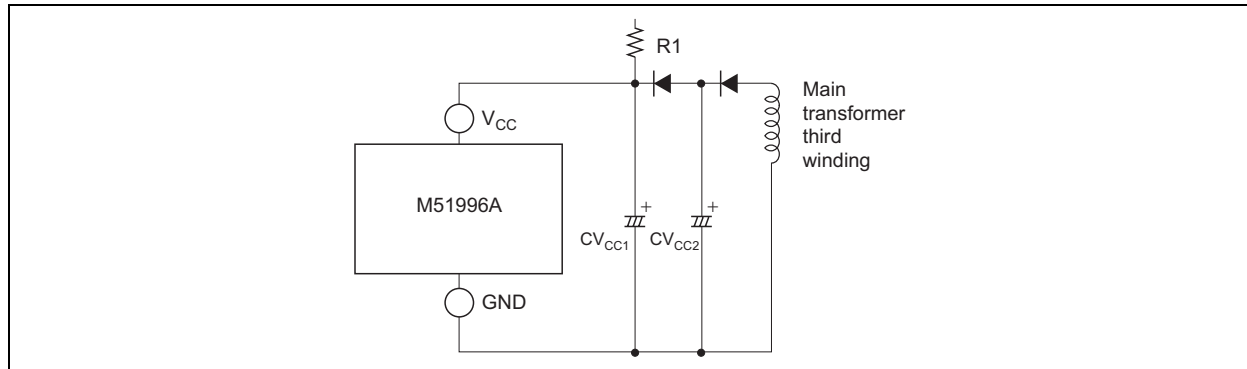 R1
Main
transformer
third
winding
V_CC
M51996A
+
+
CV_CC1
CV_CC2
GND